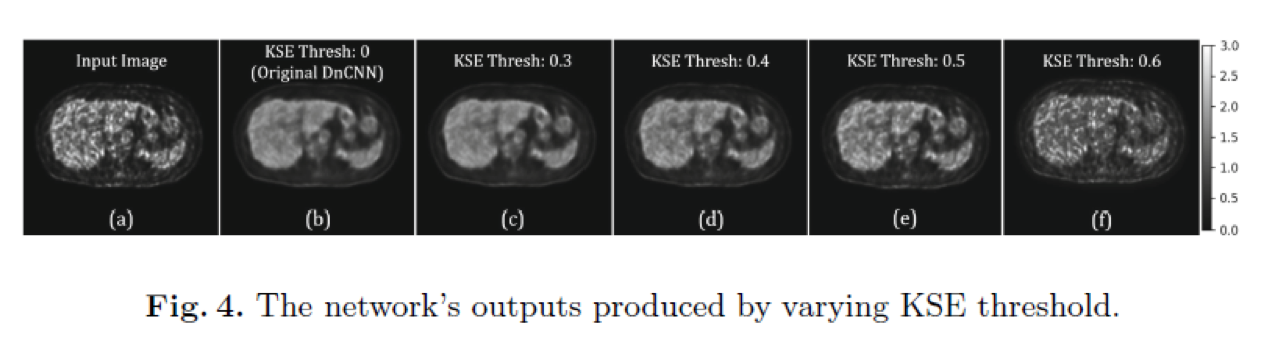 Input Image
KSE Thresh: 0
(Original DnCNN)
KSE Thresh: 0.3
KSE Thresh: 0.4
KSE Thresh: 0.5
KSE Thresh: 0.6
3.0
2.5
2.0
1.5
1.0
0.5
0.0
(a)
(b)
(c)
(d)
(e)
(f)
Fig. 4. The network's outputs produced by varying KSE threshold.